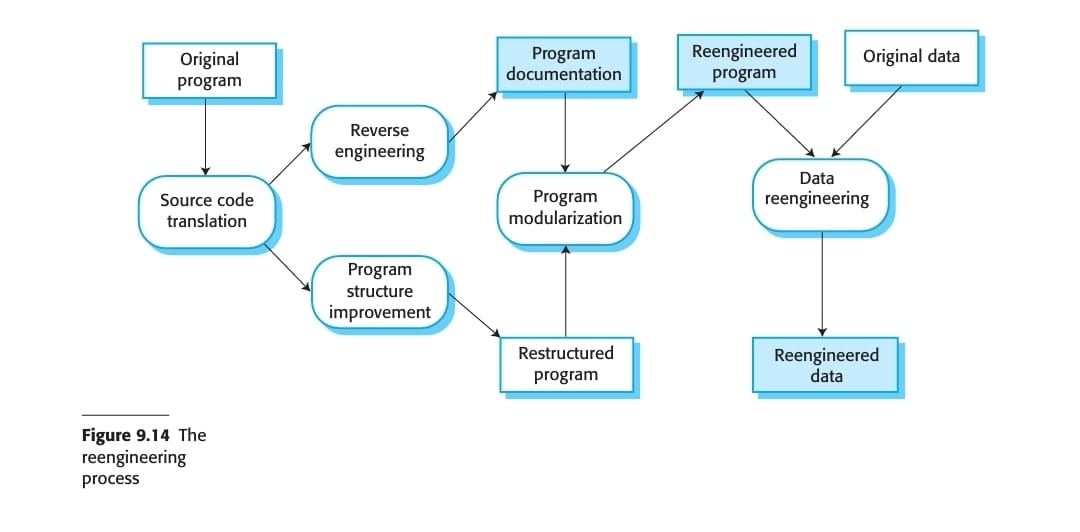 Original
program
Program
documentation
Reengineered
program
Original data
Reverse
engineering
Source code
translation
Program
modularization
Data
reengineering
Program
structure
improvement
Restructured
program
Reengineered
data
Figure 9.14 The
reengineering
process